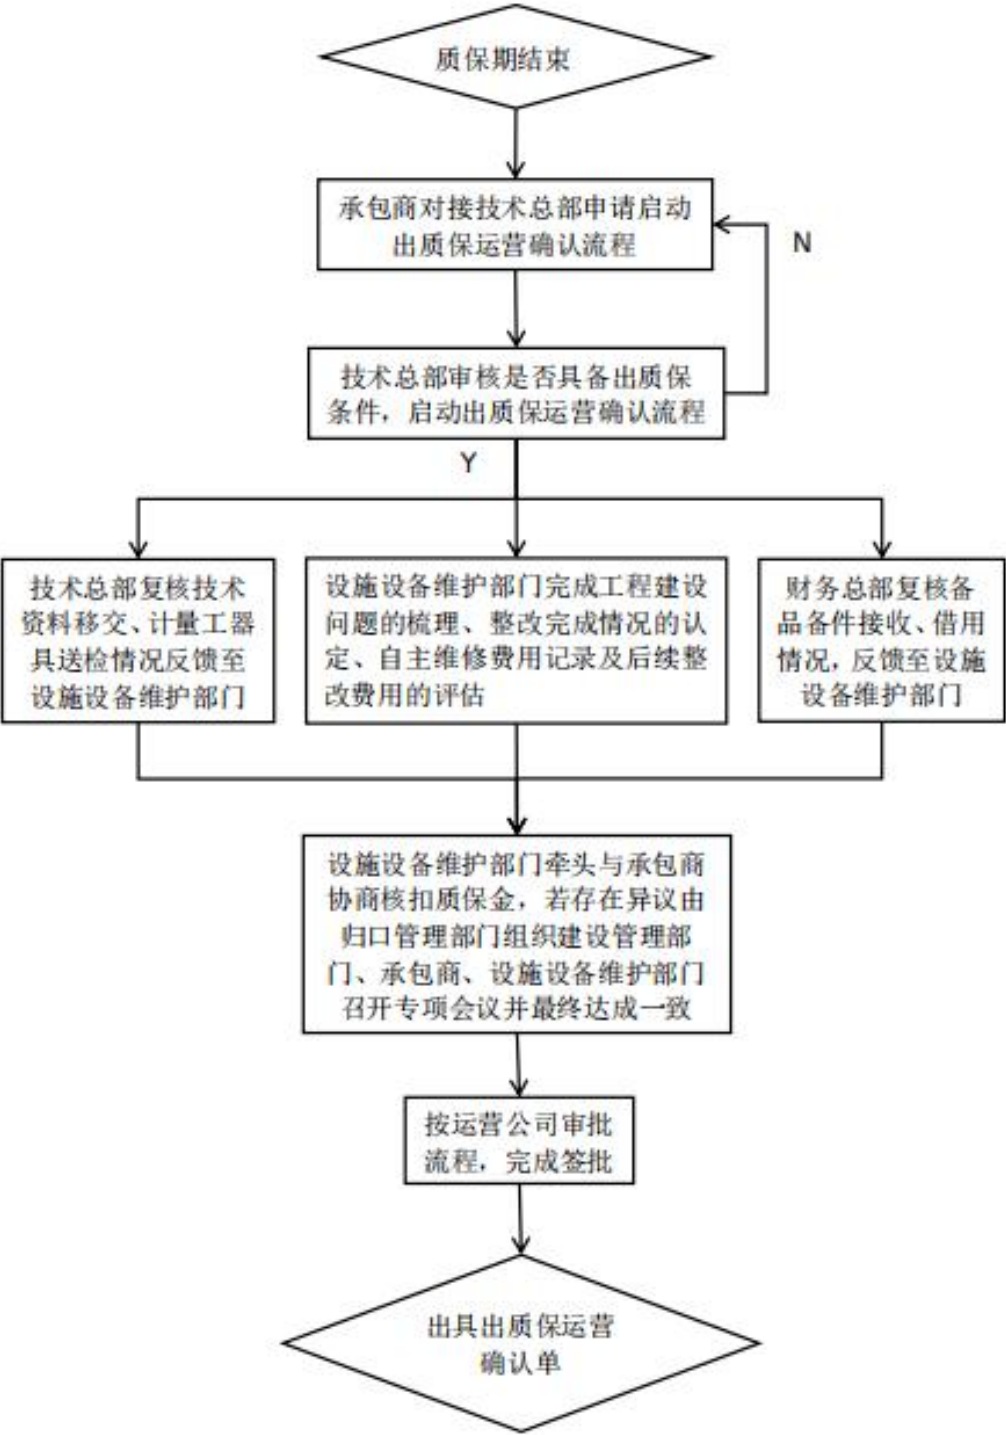 质保期结束
承包商对接技术总部申请启动
出质保运营确认流程
N
技术总部审核是否具备出质保
条件，启动出质保运营确认流程
Y
技术总部复核技术
资料移交、计量工器
具送检情况反馈至
设施设备维护部门
设施设备维护部门完成工程建设
问题的梳理、整改完成情况的认
定、自主维修费用记录及后续整
改费用的评估
财务总部复核备
品备件接收、借用
情况，反馈至设施
设备维护部门
设施设备维护部门牵头与承包商
协商核扣质保金，若存在异议由
归口管理部门组织建设管理部
门、承包商、设施设备维护部门
召开专项会议并最终达成一致
按运营公司审批
流程，完成签批
出具出质保运营
确认单